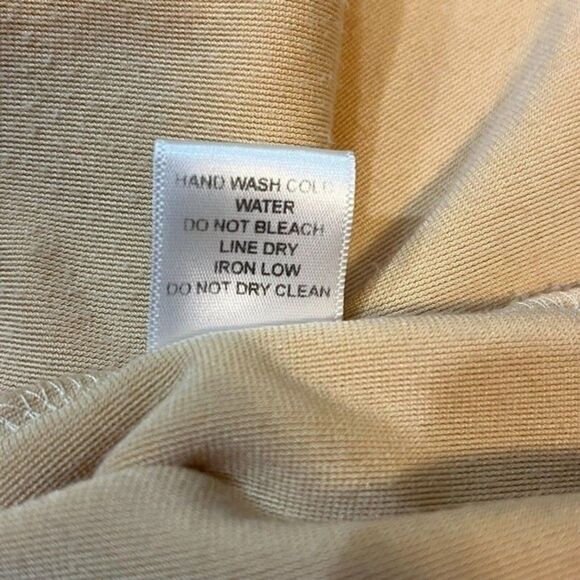 HAND WASH COLD
WATER
DO NOT BLEACH
LINE DRY
IRON LOW
DO NOT DRY CLEAN